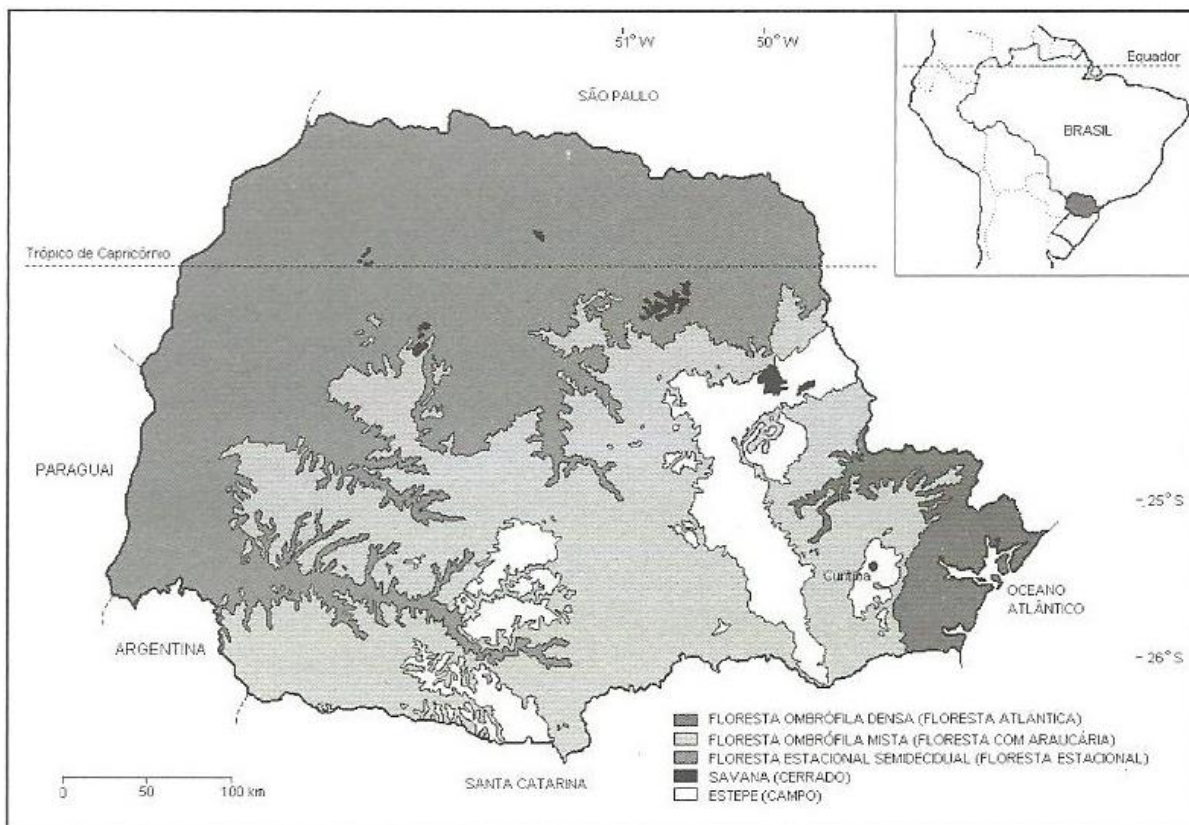 51° W
50° W
Equador
SÃO PAULO
BRASIL
Trópico de Capricórnio
PARAGUAI
25° S
Curitiba
OCEANO
ATLÂNTICO
ARGENTINA
26° S
FLORESTA OMBRÓFILA DENSA (FLORESTA ATLÂNTICA)
FLORESTA OMBRÓFILA MISTA (FLORESTA COM ARAUCÁRIA)
FLORESTA ESTACIONAL SEMIDECIDUAL (FLORESTA ESTACIONAL)
SAVANA (CERRADO)
ESTEPE (CAMPO)
SANTA CATARINA
0 50 100 km